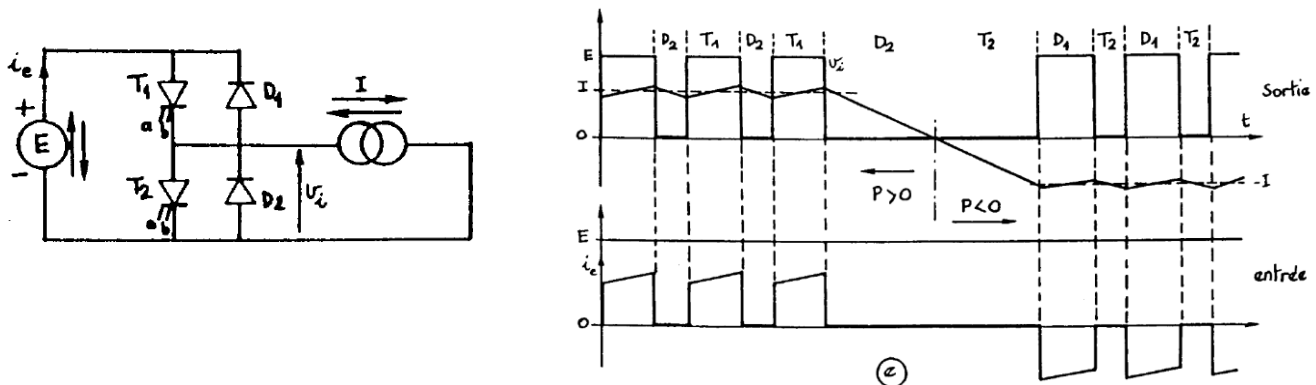 i_e
+
E
-
T1
a b
D1
T2
a b
D2
v_i
I
D2 T1 D2 T1 D2 T2 D1 T2 D1 T2
E
v_i
I
Sortie
0
t
-I
P>0
P<0
E
i_e
entrée
0
e